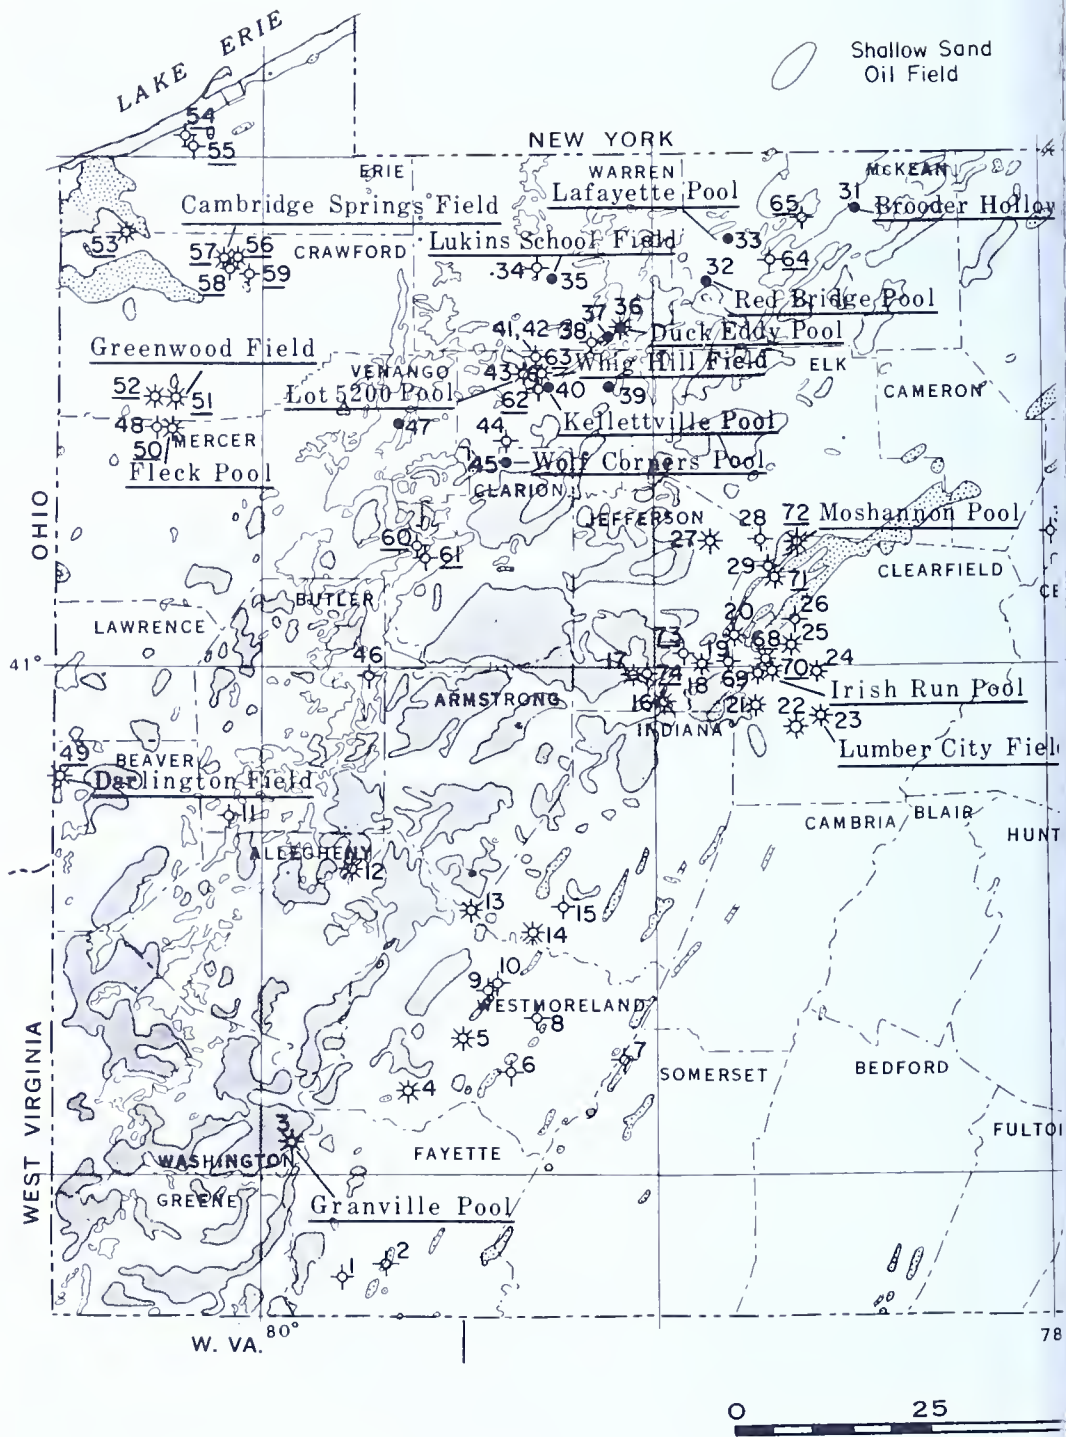 LAKE ERIE
Shallow Sand
Oil Field
54
55
NEW YORK
ERIE
WARREN
McKEAN
Lafayette Pool
31
65
Brooder Hollow
Cambridge Springs Field
53
57
56
CRAWFORD
Lukins School Field
33
58
59
34
35
64
32
Red Bridge Pool
37
36
41,42
38
Duck Eddy Pool
Greenwood Field
63
Whig Hill Field
ELK
VENANGO
43
52
51
Lot 5200 Pool
62
40
39
CAMERON
48
MERCER
47
44
Kellettville Pool
50
Fleck Pool
45
Wolf Corners Pool
CLARION
OHIO
JEFFERSON
28
72
Moshannon Pool
27
60
61
29
71
CLEARFIELD
CE
BUTLER
20
26
LAWRENCE
73
68
25
41°
46
17
19
74
18
69
70
24
ARMSTRONG
16
21
Irish Run Pool
INDIANA
22
23
49
BEAVER
Lumber City Fiel
Darlington Field
11
CAMBRIA
BLAIR
HUNT
ALLEGHENY
12
13
15
14
10
9
WESTMORELAND
8
5
7
6
SOMERSET
BEDFORD
WEST VIRGINIA
4
3
FAYETTE
FULTO
WASHINGTON
GREENE
Granville Pool
1
2
80°
W. VA.
78
0
25